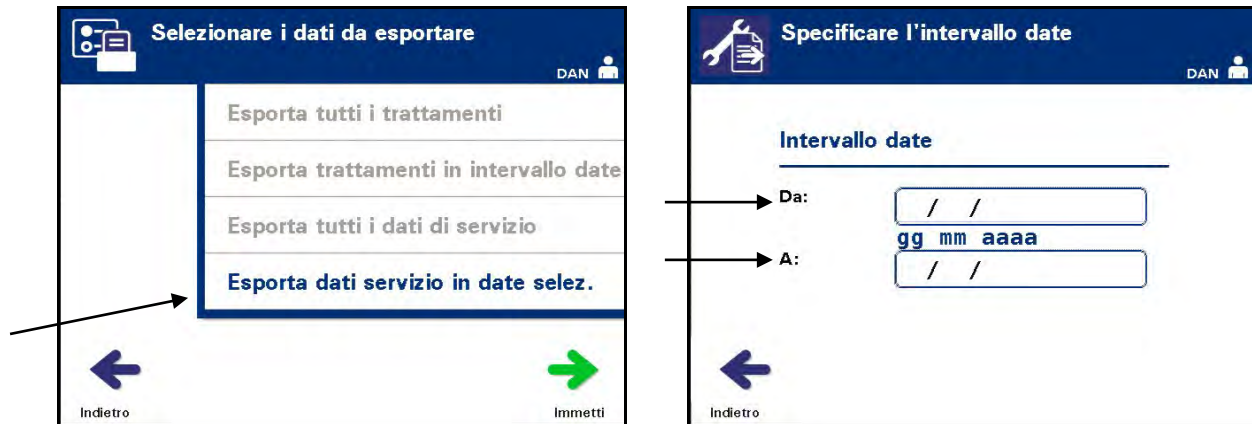 Selezionare i dati da esportare
DAN
Esporta tutti i trattamenti
Esporta trattamenti in intervallo date
Esporta tutti i dati di servizio
Esporta dati servizio in date selez.
Indietro
Immetti
Specificare l'intervallo date
DAN
Intervallo date
Da:
/ /
gg mm aaaa
A:
/ /
Indietro